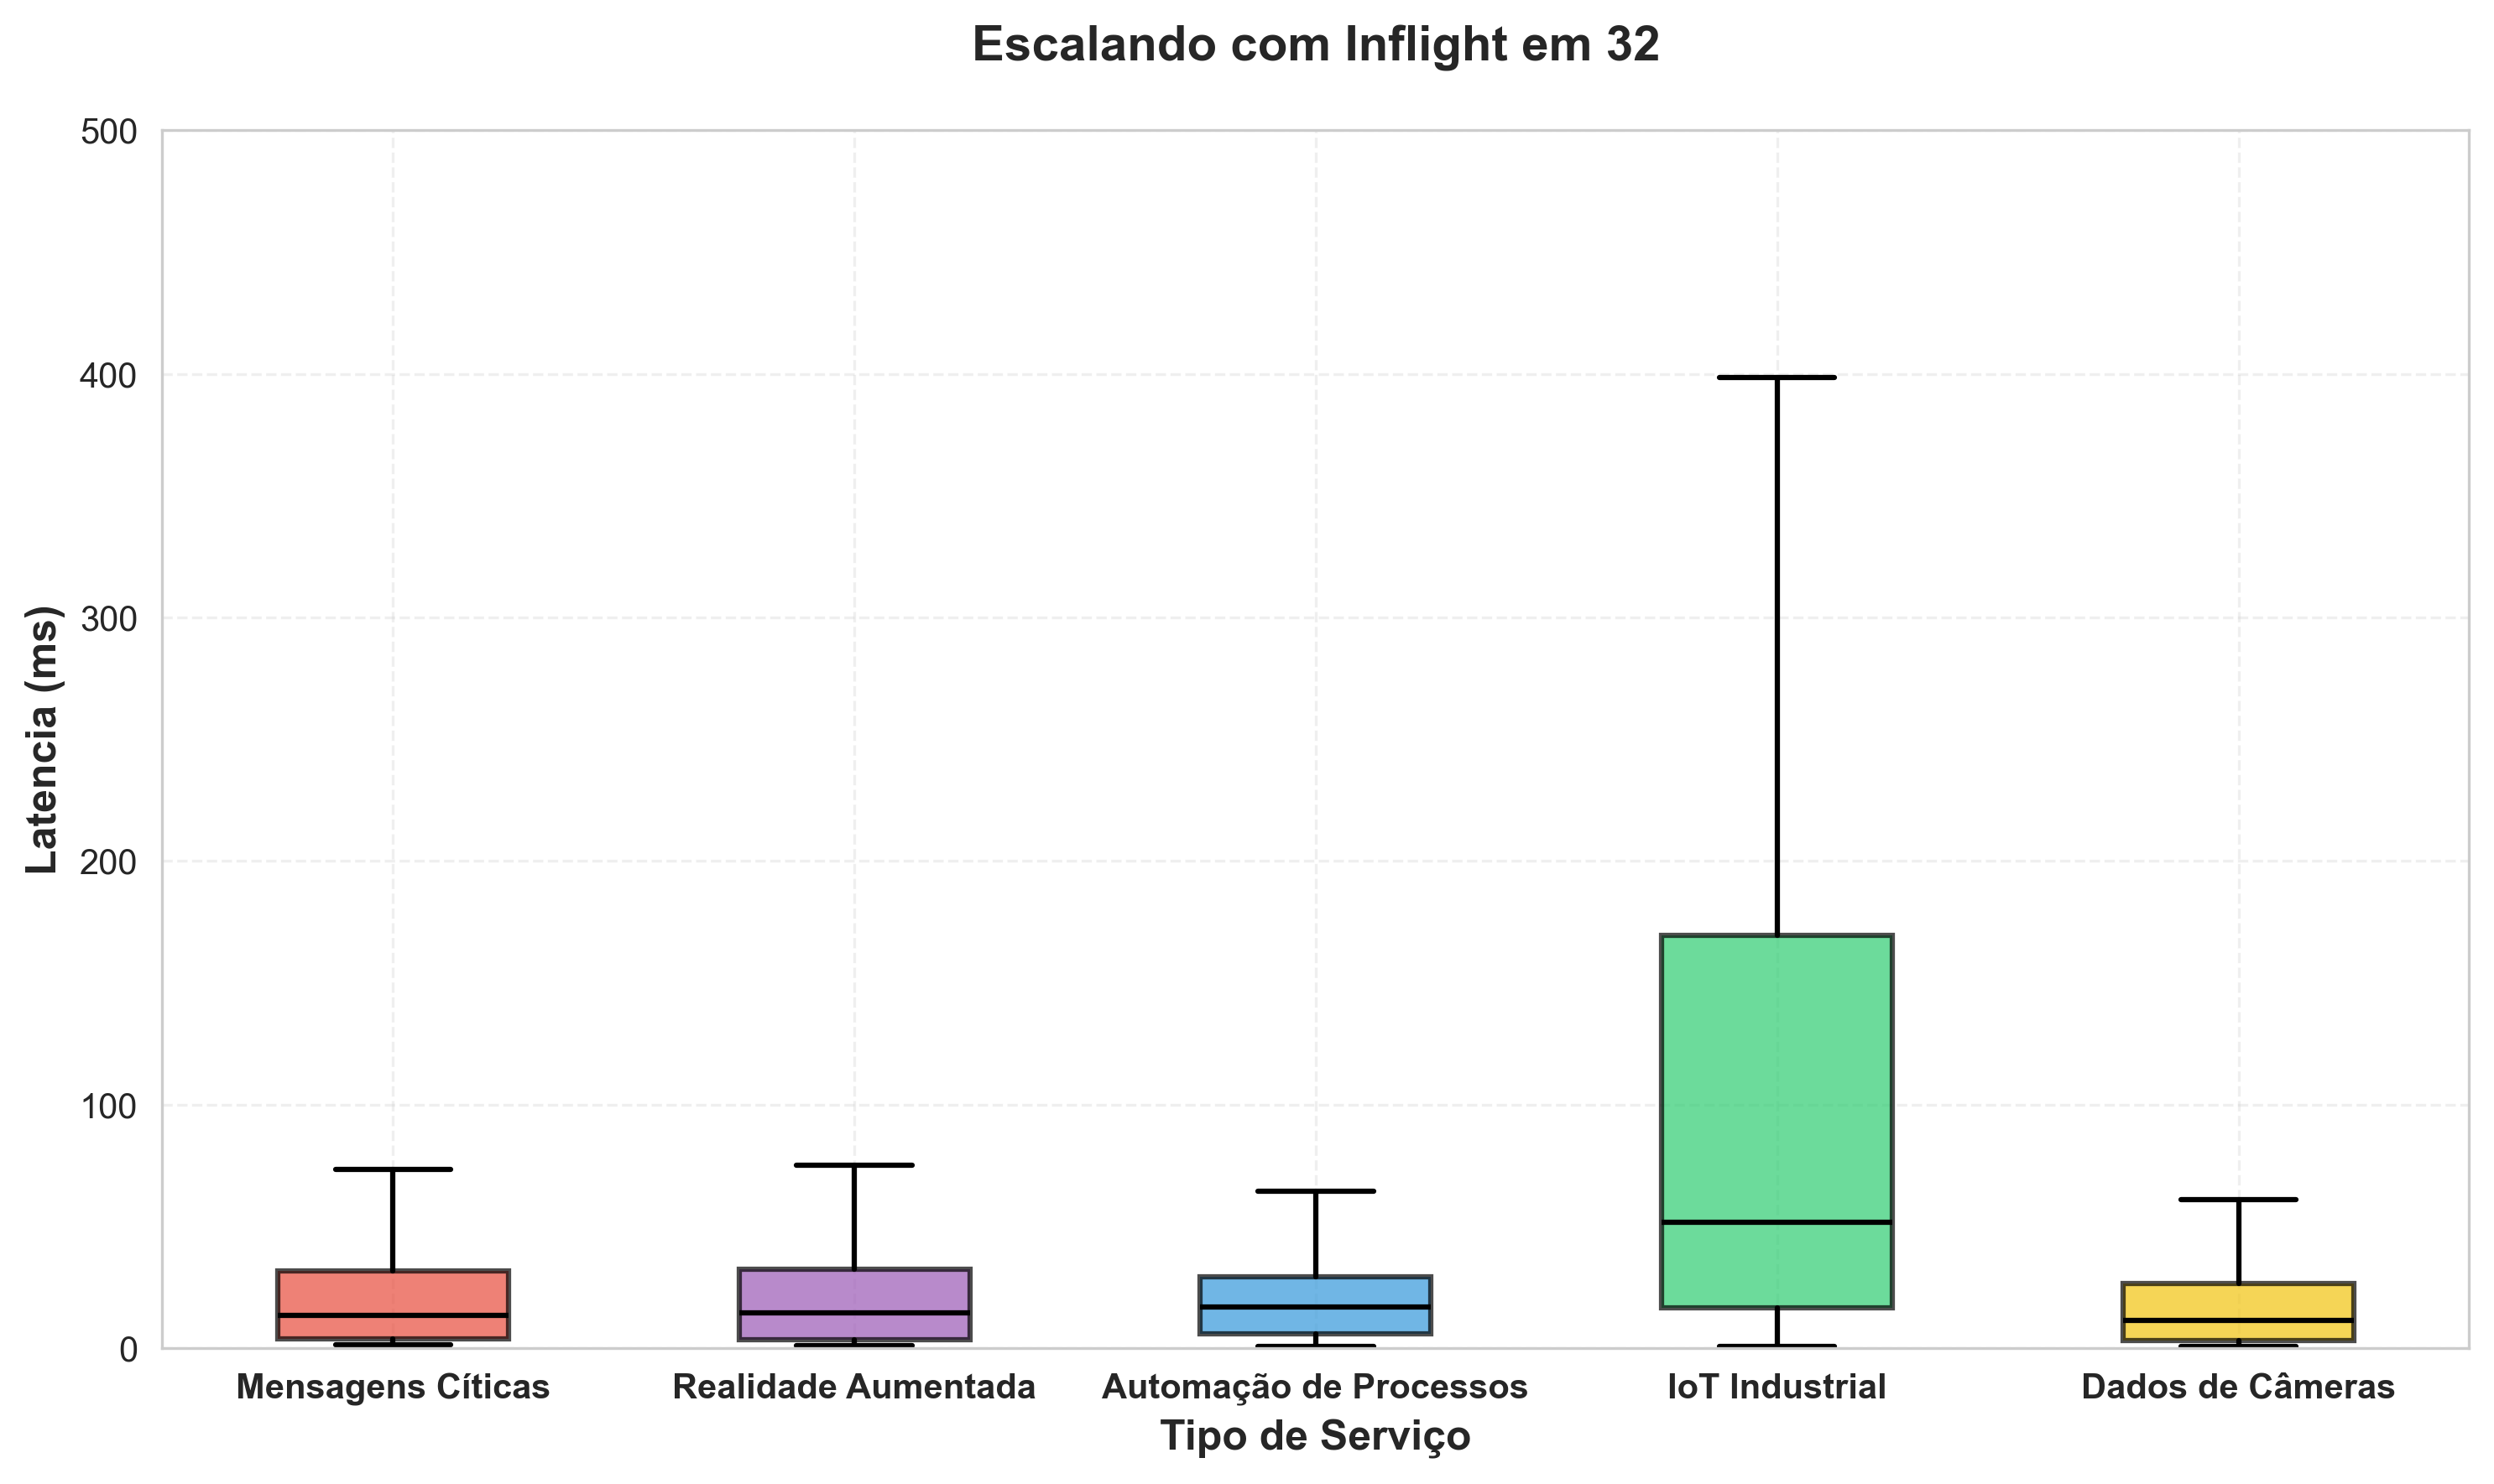 Escalando com Inflight em 32
500
400
300
200
100
0
Latencia (ms)
Mensagens Cíticas
Realidade Aumentada
Automação de Processos
IoT Industrial
Dados de Câmeras
Tipo de Serviço